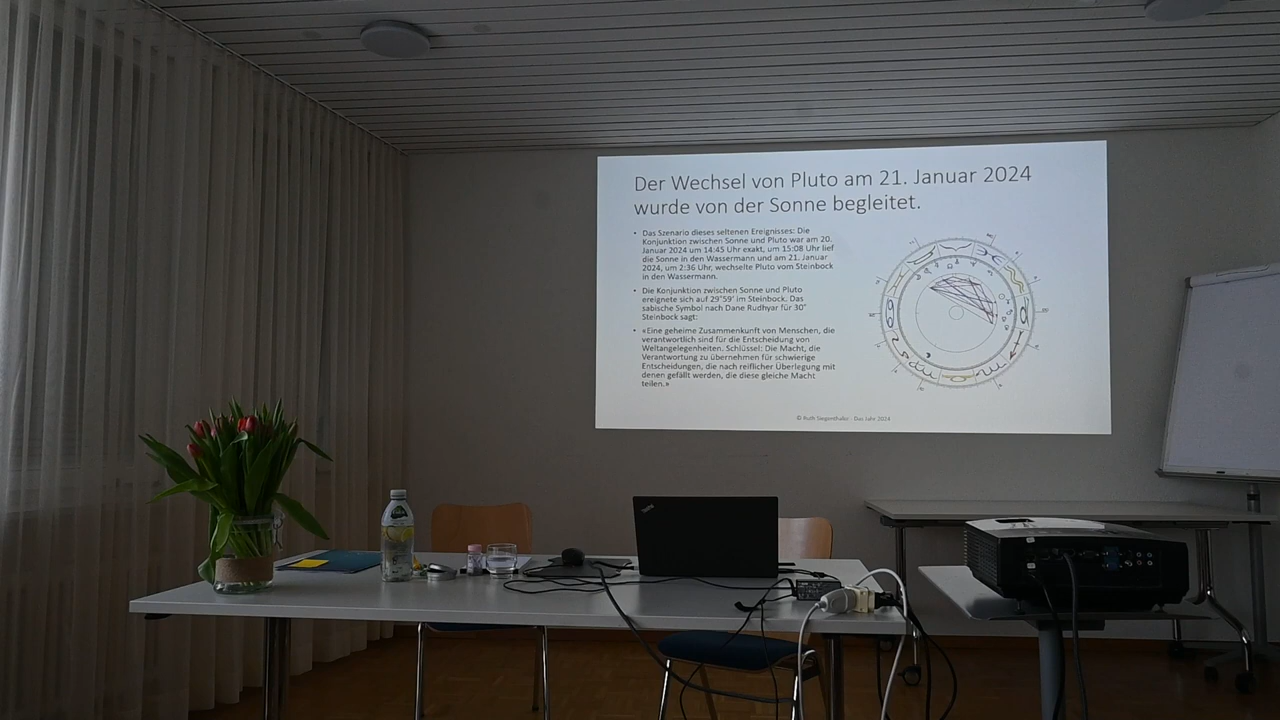 Der Wechsel von Pluto am 21. Januar 2024
wurde von der Sonne begleitet.
• Das Szenario dieses seltenen Ereignisses: Die
Konjunktion zwischen Sonne und Pluto war am 20.
Januar 2024 um 14:45 Uhr exakt, um 15:08 Uhr lief
die Sonne in den Wassermann und am 21. Januar
2024, um 2:36 Uhr, wechselte Pluto vom Steinbock
in den Wassermann.
• Die Konjunktion zwischen Sonne und Pluto
ereignete sich auf 29°59' im Steinbock. Das
sabische Symbol nach Dane Rudhyar für 30°
Steinbock sagt:
• «Eine geheime Zusammenkunft von Menschen, die
verantwortlich sind für die Entscheidung von
Weltangelegenheiten. Schlüssel: Die Macht, die
Verantwortung zu übernehmen für schwierige
Entscheidungen, die nach reiflicher Überlegung mit
denen gefällt werden, die diese gleiche Macht
teilen.»
© Ruth Siegenthaler - Das Jahr 2024
ThinkPad